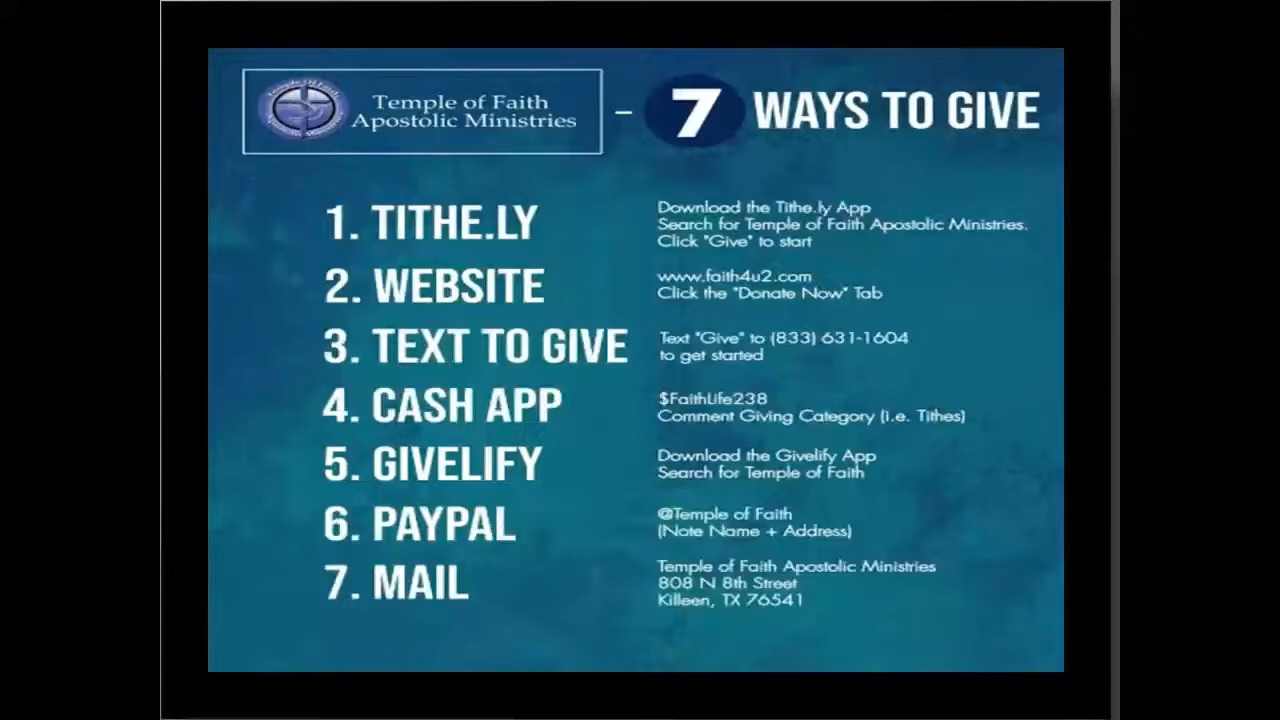 Temple of Faith
Apostolic Ministries
– 7 WAYS TO GIVE
1. TITHE.LY
Download the Tithe.ly App
Search for Temple of Faith Apostolic Ministries.
Click "Give" to start
2. WEBSITE
www.faith4u2.com
Click the "Donate Now" Tab
3. TEXT TO GIVE
Text "Give" to (833) 631-1604
to get started
4. CASH APP
$FaithLife238
Comment Giving Category (i.e. Tithes)
5. GIVELIFY
Download the Givelify App
Search for Temple of Faith
6. PAYPAL
@Temple of Faith
(Note Name + Address)
7. MAIL
Temple of Faith Apostolic Ministries
808 N 8th Street
Killeen, TX 76541